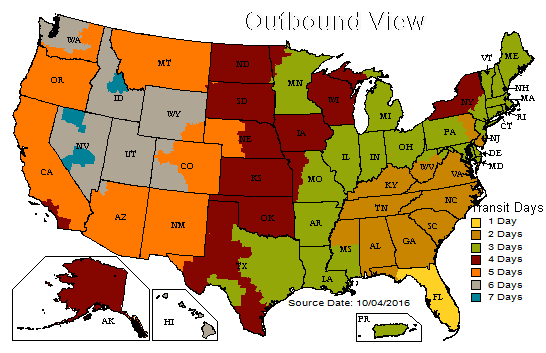 Outbound View
WA
MT
ND
MN
VT
ME
OR
ID
SD
WI
MI
NY
NH
MA
WY
IA
PA
RI
CT
NE
NJ
NV
UT
CO
IL
IN
OH
DE
MD
CA
KS
MO
WV
VA
KY
AZ
NM
OK
AR
TN
NC
SC
TX
MS
AL
GA
LA
FL
Transit Days
1 Day
2 Days
3 Days
4 Days
5 Days
6 Days
7 Days
Source Date: 10/04/2016
AK
HI
PR